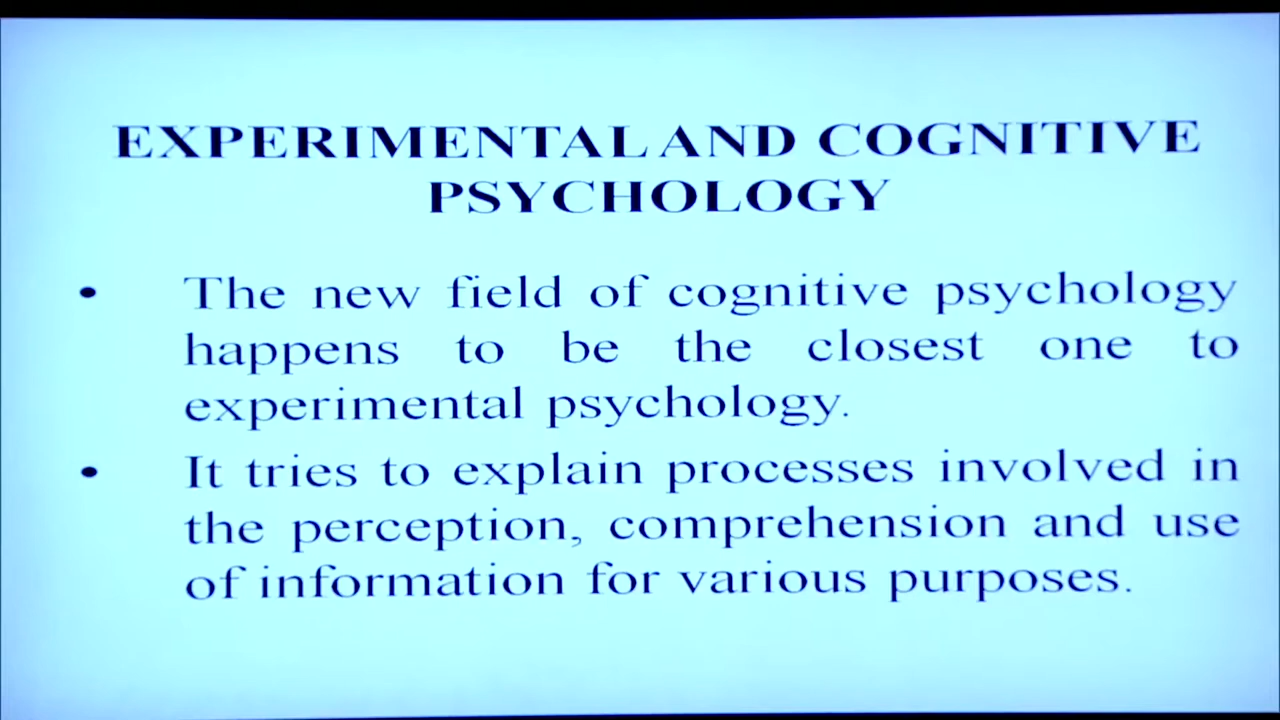 EXPERIMENTAL AND COGNITIVE
PSYCHOLOGY
• The new field of cognitive psychology
happens to be the closest one to
experimental psychology.
• It tries to explain processes involved in
the perception, comprehension and use
of information for various purposes.